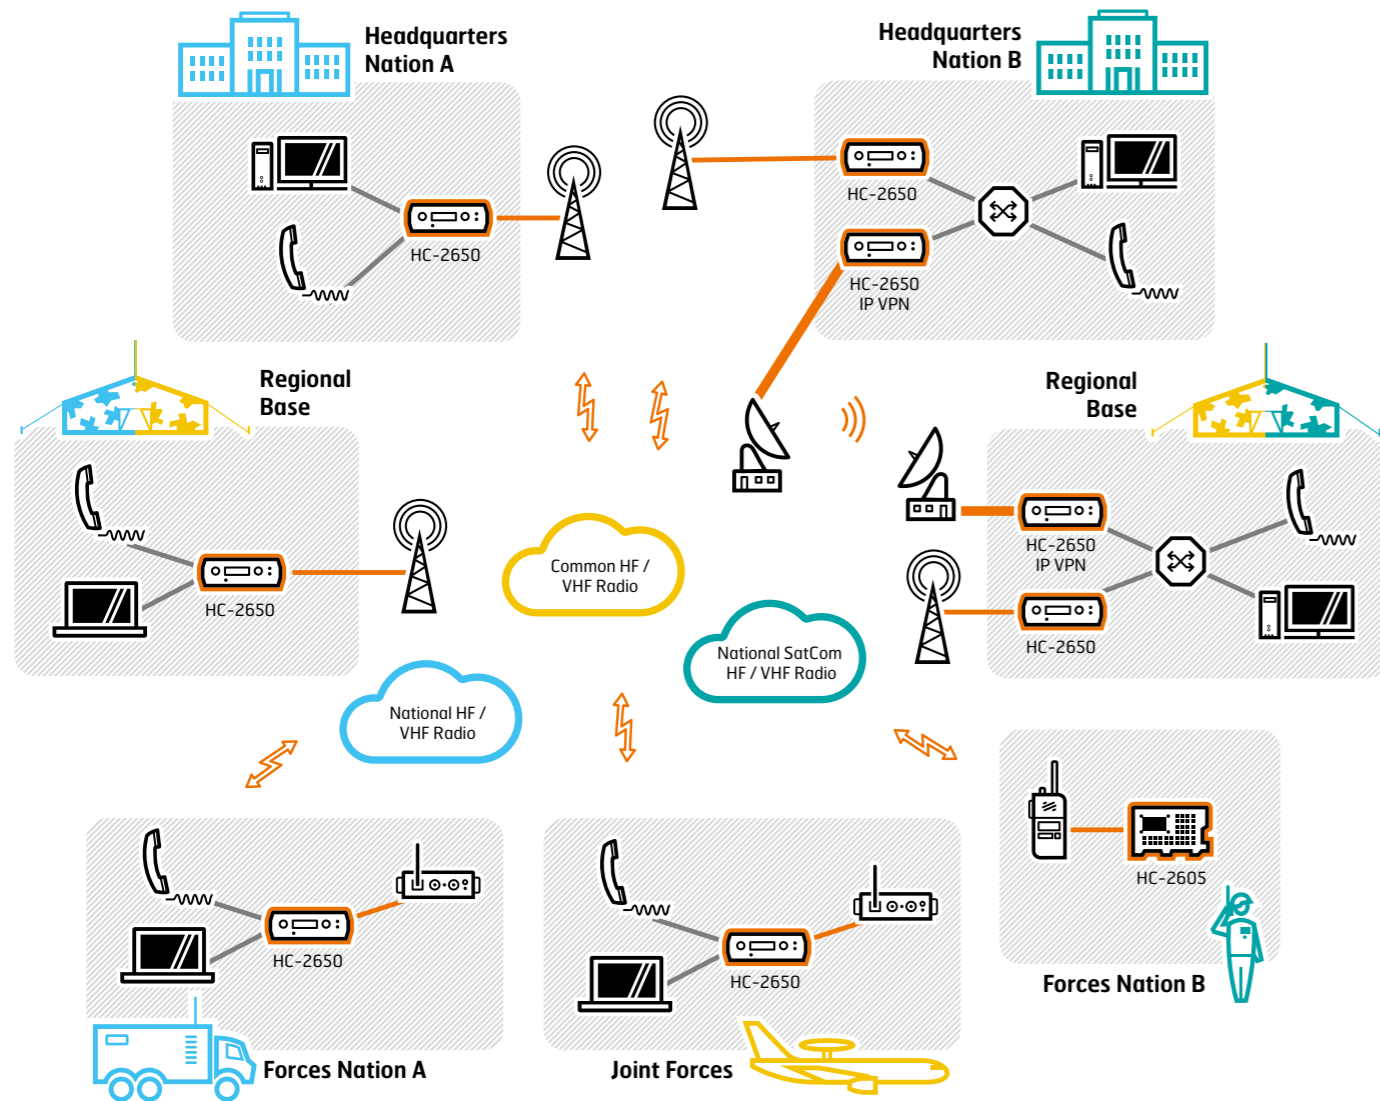 Headquarters
Nation A
HC-2650
Headquarters
Nation B
HC-2650
HC-2650
IP VPN
Regional
Base
HC-2650
Regional
Base
HC-2650
IP VPN
HC-2650
Common HF /
VHF Radio
National SatCom
HF / VHF Radio
National HF /
VHF Radio
HC-2650
Forces Nation A
HC-2650
Joint Forces
HC-2605
Forces Nation B